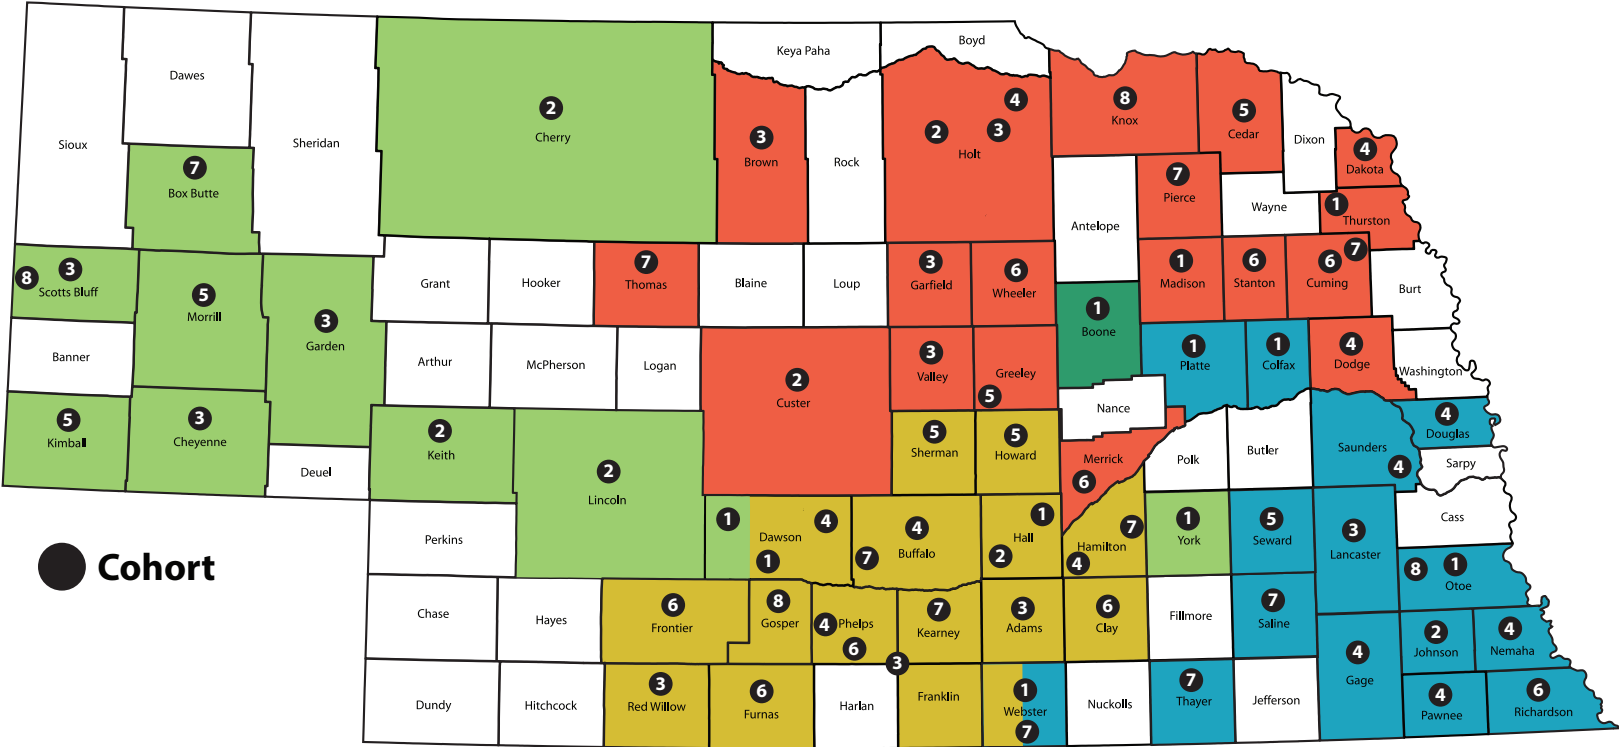 Keya Paha
Boyd
Dawes
Sioux
Sheridan
2
Cherry
3
Brown
Rock
4
2
3
Holt
8
Knox
5
Cedar
Dixon
4
Dakota
7
Box Butte
7
Pierce
Wayne
1
Thurston
Antelope
3
8
Scotts Bluff
5
Morrill
3
Garden
Grant
Hooker
7
Thomas
Blaine
Loup
3
Garfield
6
Wheeler
1
Madison
6
Stanton
7
6
Cuming
Burt
1
Boone
Banner
Arthur
McPherson
Logan
2
Custer
3
Valley
Greeley
5
1
Platte
1
Colfax
4
Dodge
Washington
Nance
5
Kimball
3
Cheyenne
Deuel
2
Keith
2
Lincoln
5
Sherman
5
Howard
Merrick
6
Polk
Butler
Saunders
4
4
Douglas
Sarpy
Perkins
1
Dawson
4
1
4
Buffalo
7
1
Hall
2
7
Hamilton
4
1
York
5
Seward
3
Lancaster
Cass
Cohort
8
1
Otoe
Chase
Hayes
6
Frontier
8
Gosper
4
Phelps
6
7
Kearney
3
Adams
6
Clay
Fillmore
7
Saline
4
Gage
2
Johnson
4
Nemaha
3
Dundy
Hitchcock
3
Red Willow
6
Furnas
Harlan
Franklin
1
Webster
7
Nuckolls
7
Thayer
Jefferson
4
Pawnee
6
Richardson